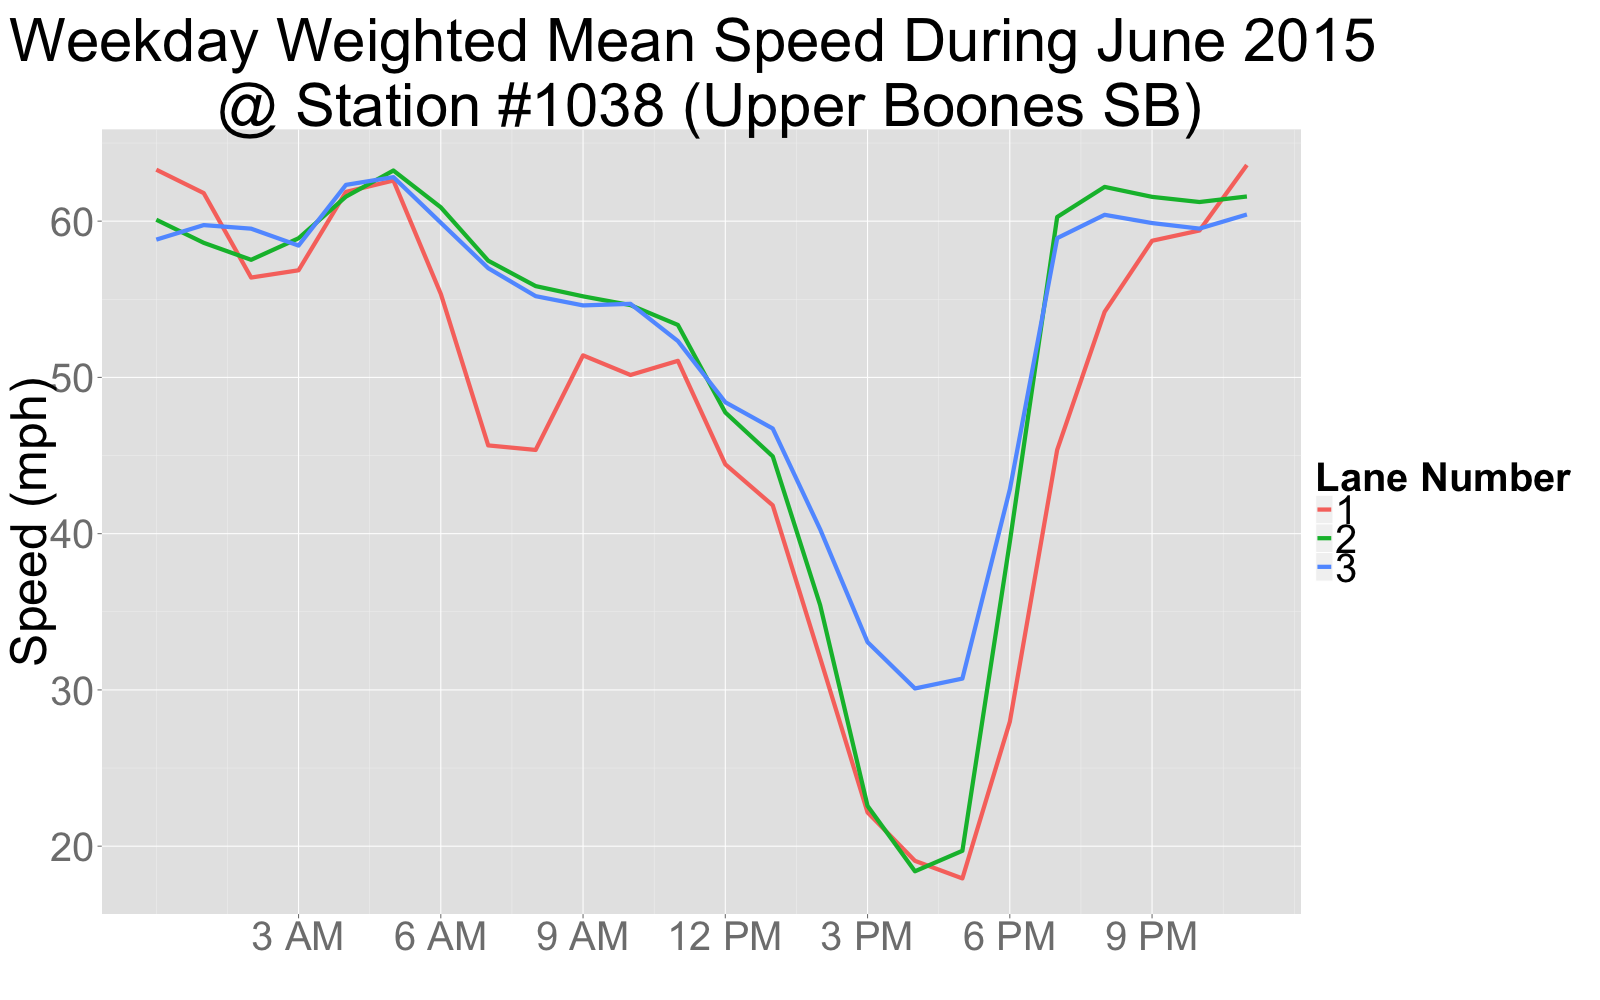 Weekday Weighted Mean Speed During June 2015
@ Station #1038 (Upper Boones SB)
Speed (mph)
60
50
40
30
20
3 AM 6 AM 9 AM 12 PM 3 PM 6 PM 9 PM
Lane Number
1
2
3